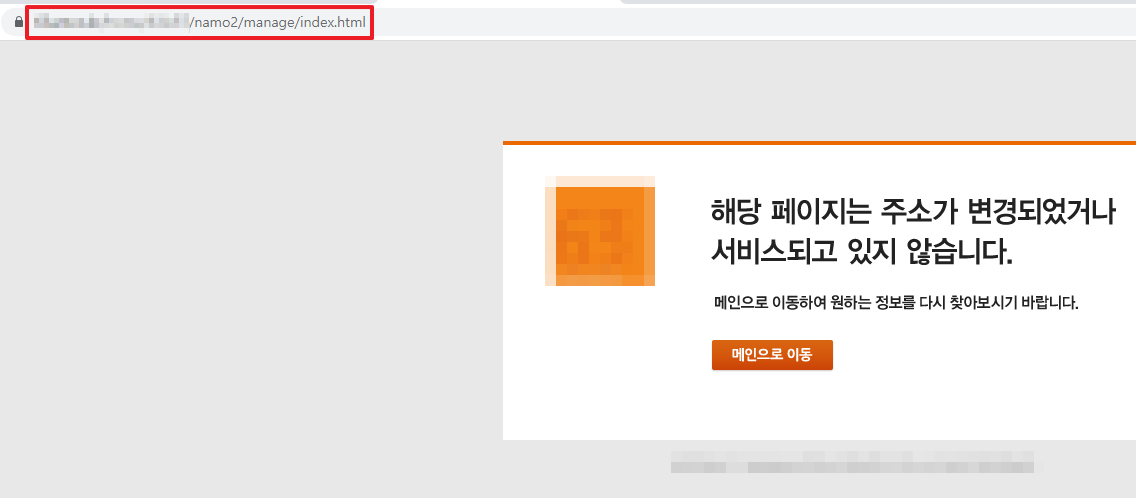 /namo2/manage/index.html
해당 페이지는 주소가 변경되었거나
서비스되고 있지 않습니다.
메인으로 이동하여 원하는 정보를 다시 찾아보시기 바랍니다.
메인으로 이동